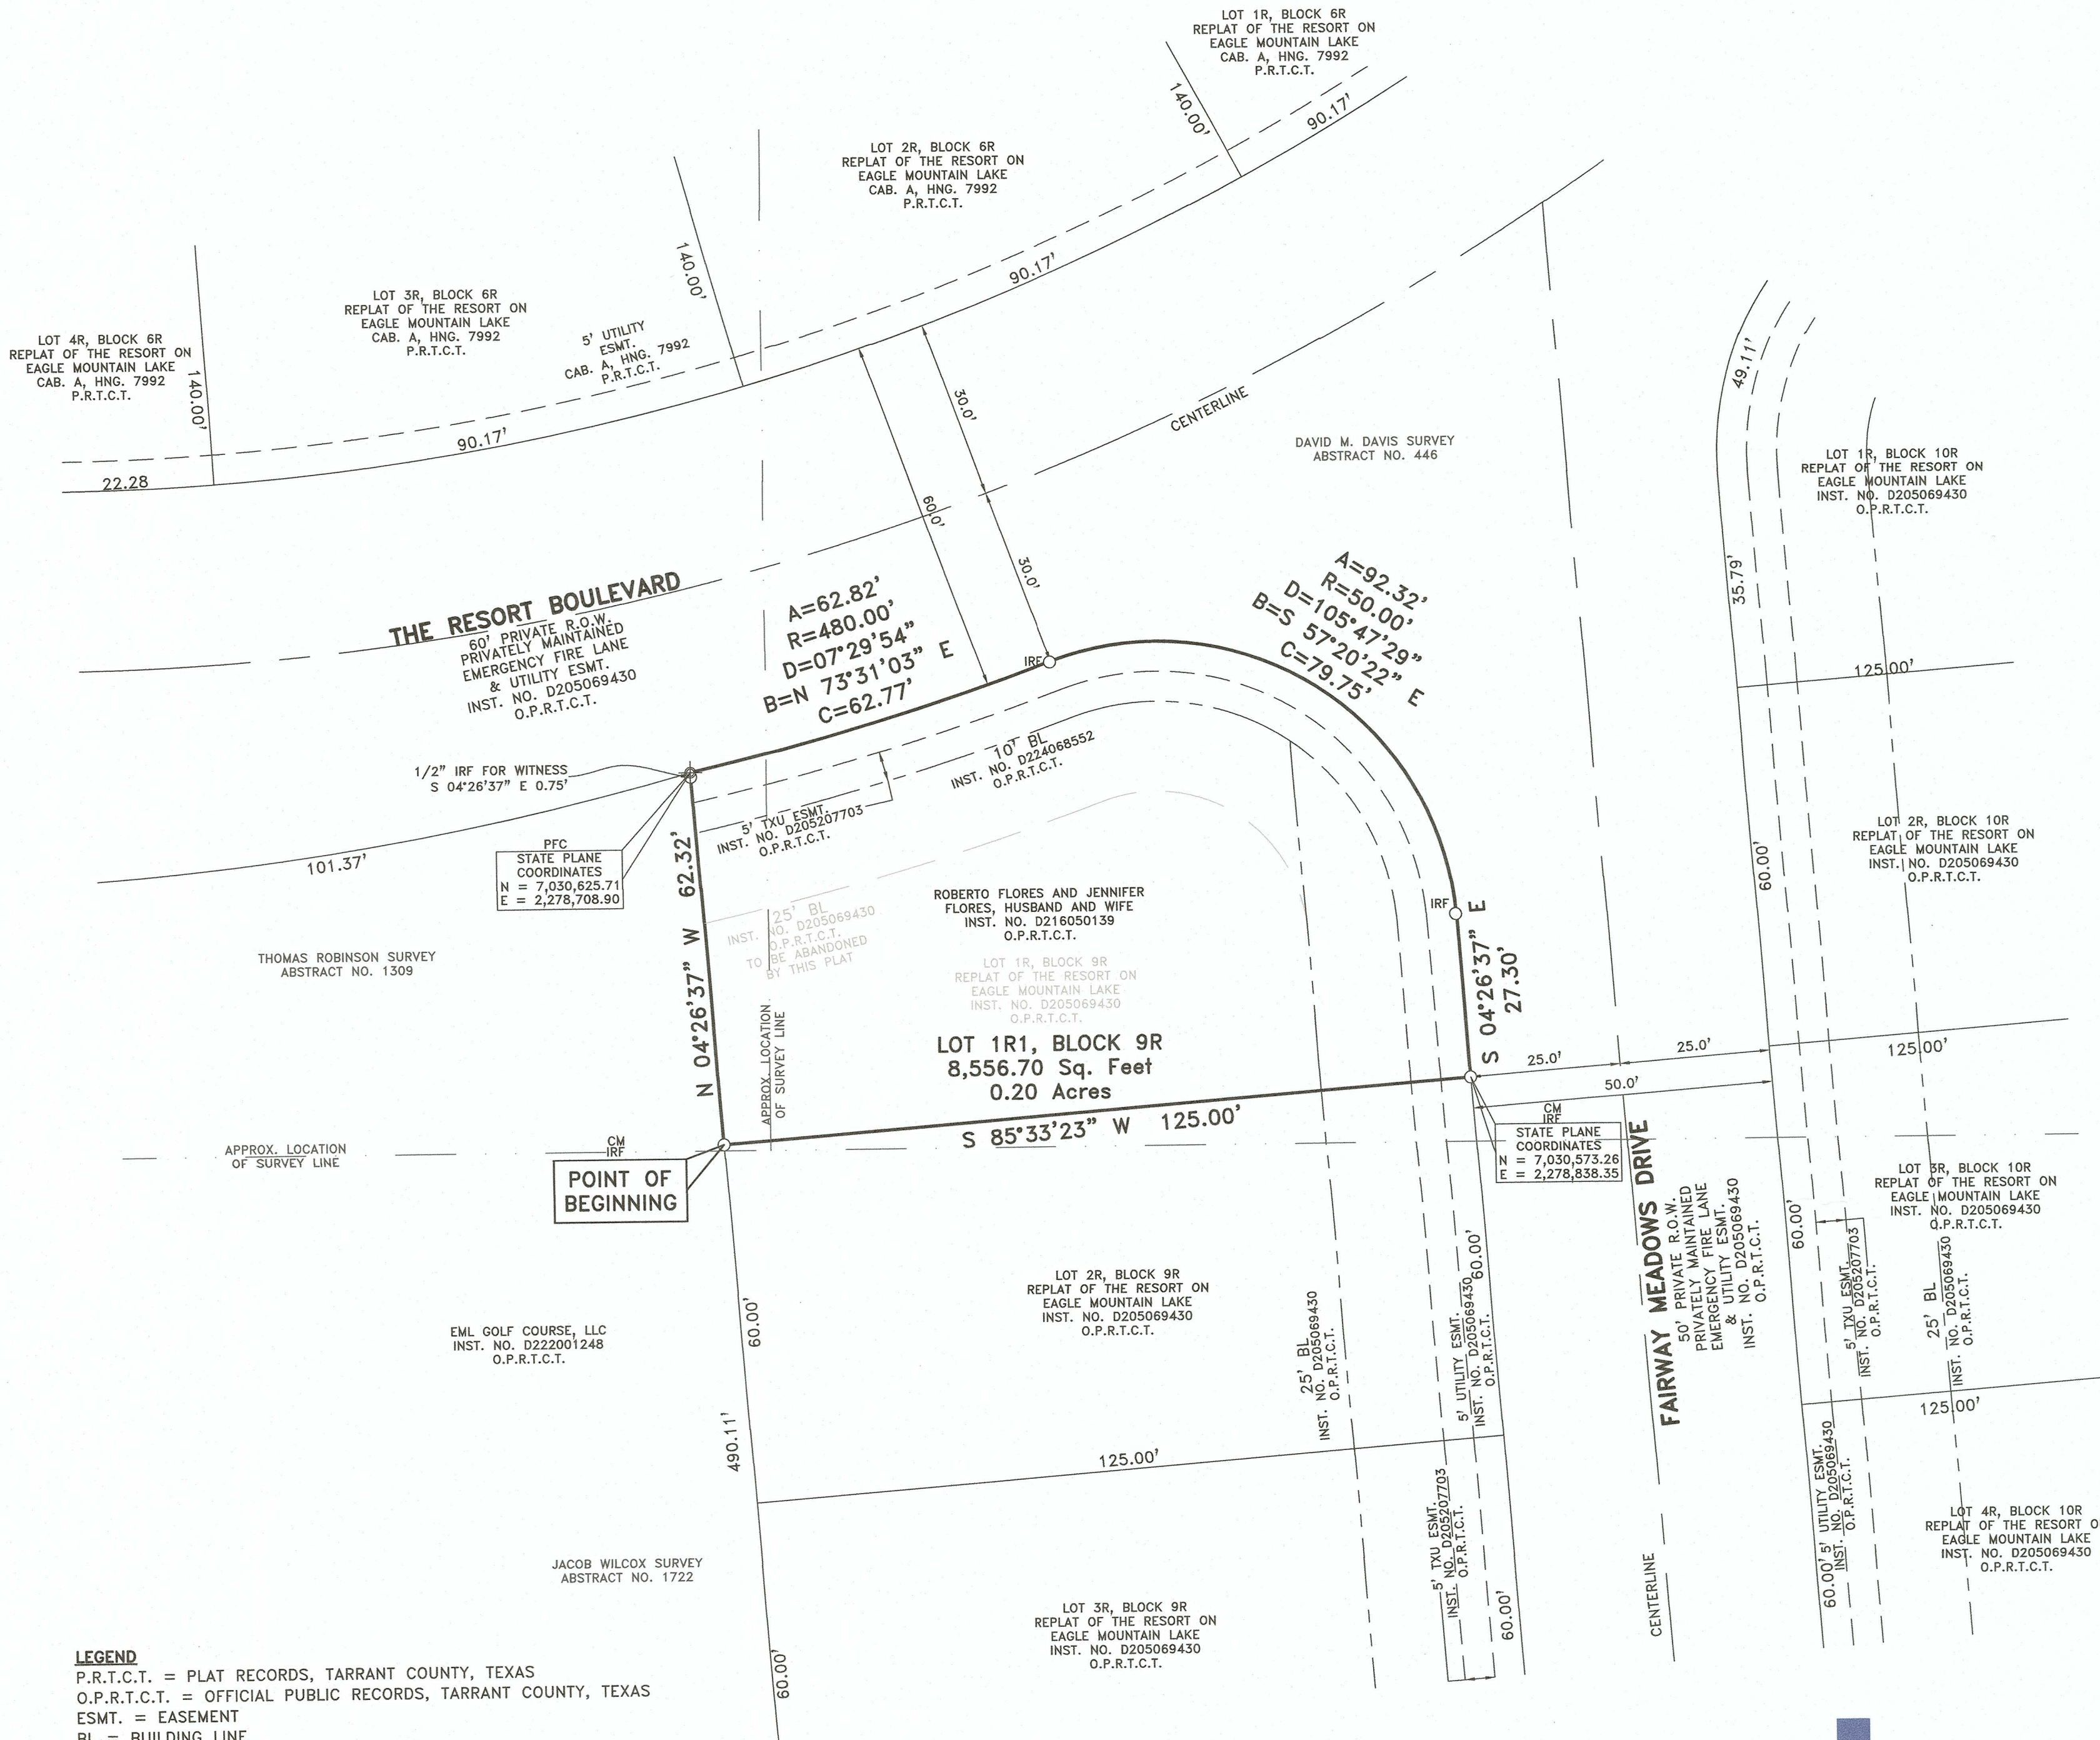 LOT 1R, BLOCK 6R
REPLAT OF THE RESORT ON
EAGLE MOUNTAIN LAKE
CAB. A, HNG. 7992
P.R.T.C.T.
140.00'
90.17'
LOT 2R, BLOCK 6R
REPLAT OF THE RESORT ON
EAGLE MOUNTAIN LAKE
CAB. A, HNG. 7992
P.R.T.C.T.
140.00'
90.17'
LOT 3R, BLOCK 6R
REPLAT OF THE RESORT ON
EAGLE MOUNTAIN LAKE
CAB. A, HNG. 7992
P.R.T.C.T.
5' UTILITY
ESMT.
CAB. A, HNG. 7992
P.R.T.C.T.
LOT 4R, BLOCK 6R
REPLAT OF THE RESORT ON
EAGLE MOUNTAIN LAKE
CAB. A, HNG. 7992
P.R.T.C.T.
140.00'
90.17'
22.28
30.0'
60.0'
30.0'
CENTERLINE
DAVID M. DAVIS SURVEY
ABSTRACT NO. 446
49.11'
35.79'
LOT 1R, BLOCK 10R
REPLAT OF THE RESORT ON
EAGLE MOUNTAIN LAKE
INST. NO. D205069430
O.P.R.T.C.T.
125.00'
THE RESORT BOULEVARD
60' PRIVATE R.O.W.
PRIVATELY MAINTAINED
EMERGENCY FIRE LANE
& UTILITY ESMT.
INST. NO. D205069430
O.P.R.T.C.T.
A=62.82'
R=480.00'
D=07°29'54"
B=N 73°31'03" E
C=62.77'
IRF
A=92.32'
R=50.00'
D=105°47'29"
B=S 57°20'22" E
C=79.75'
1/2" IRF FOR WITNESS
S 04°26'37" E 0.75'
10' BL
INST. NO. D224068552
O.P.R.T.C.T.
5' TXU ESMT.
INST. NO. D205207703
O.P.R.T.C.T.
PFC
STATE PLANE
COORDINATES
N = 7,030,625.71
E = 2,278,708.90
101.37'
N 04°26'37" W 62.32'
25' BL
INST. NO. D205069430
O.P.R.T.C.T.
TO BE ABANDONED
BY THIS PLAT
ROBERTO FLORES AND JENNIFER
FLORES, HUSBAND AND WIFE
INST. NO. D216050139
O.P.R.T.C.T.
LOT 1R, BLOCK 9R
REPLAT OF THE RESORT ON
EAGLE MOUNTAIN LAKE
INST. NO. D205069430
O.P.R.T.C.T.
LOT 1R1, BLOCK 9R
8,556.70 Sq. Feet
0.20 Acres
IRF
S 04°26'37" E
27.30'
60.00'
LOT 2R, BLOCK 10R
REPLAT OF THE RESORT ON
EAGLE MOUNTAIN LAKE
INST. NO. D205069430
O.P.R.T.C.T.
THOMAS ROBINSON SURVEY
ABSTRACT NO. 1309
APPROX. LOCATION
OF SURVEY LINE
25.0'
25.0'
50.0'
125.00'
S 85°33'23" W 125.00'
CM
IRF
STATE PLANE
COORDINATES
N = 7,030,573.26
E = 2,278,838.35
APPROX. LOCATION
OF SURVEY LINE
CM
IRF
POINT OF
BEGINNING
FAIRWAY MEADOWS DRIVE
50' PRIVATE R.O.W.
PRIVATELY MAINTAINED
EMERGENCY FIRE LANE
& UTILITY ESMT.
INST. NO. D205069430
O.P.R.T.C.T.
60.00'
LOT 3R, BLOCK 10R
REPLAT OF THE RESORT ON
EAGLE MOUNTAIN LAKE
INST. NO. D205069430
O.P.R.T.C.T.
5' TXU ESMT.
INST. NO. D205207703
O.P.R.T.C.T.
25' BL
INST. NO. D205069430
O.P.R.T.C.T.
125.00'
EML GOLF COURSE, LLC
INST. NO. D222001248
O.P.R.T.C.T.
60.00'
LOT 2R, BLOCK 9R
REPLAT OF THE RESORT ON
EAGLE MOUNTAIN LAKE
INST. NO. D205069430
O.P.R.T.C.T.
25' BL
INST. NO. D205069430
O.P.R.T.C.T.
5' UTILITY ESMT.
INST. NO. D205069430
O.P.R.T.C.T.
60.00'
490.11'
125.00'
5' TXU ESMT.
INST. NO. D205207703
O.P.R.T.C.T.
60.00'
CENTERLINE
60.00'
5' UTILITY ESMT.
INST. NO. D205069430
O.P.R.T.C.T.
LOT 4R, BLOCK 10R
REPLAT OF THE RESORT O
EAGLE MOUNTAIN LAKE
INST. NO. D205069430
O.P.R.T.C.T.
JACOB WILCOX SURVEY
ABSTRACT NO. 1722
LOT 3R, BLOCK 9R
REPLAT OF THE RESORT ON
EAGLE MOUNTAIN LAKE
INST. NO. D205069430
O.P.R.T.C.T.
60.00'
LEGEND
P.R.T.C.T. = PLAT RECORDS, TARRANT COUNTY, TEXAS
O.P.R.T.C.T. = OFFICIAL PUBLIC RECORDS, TARRANT COUNTY, TEXAS
ESMT. = EASEMENT
BL = BUILDING LINE